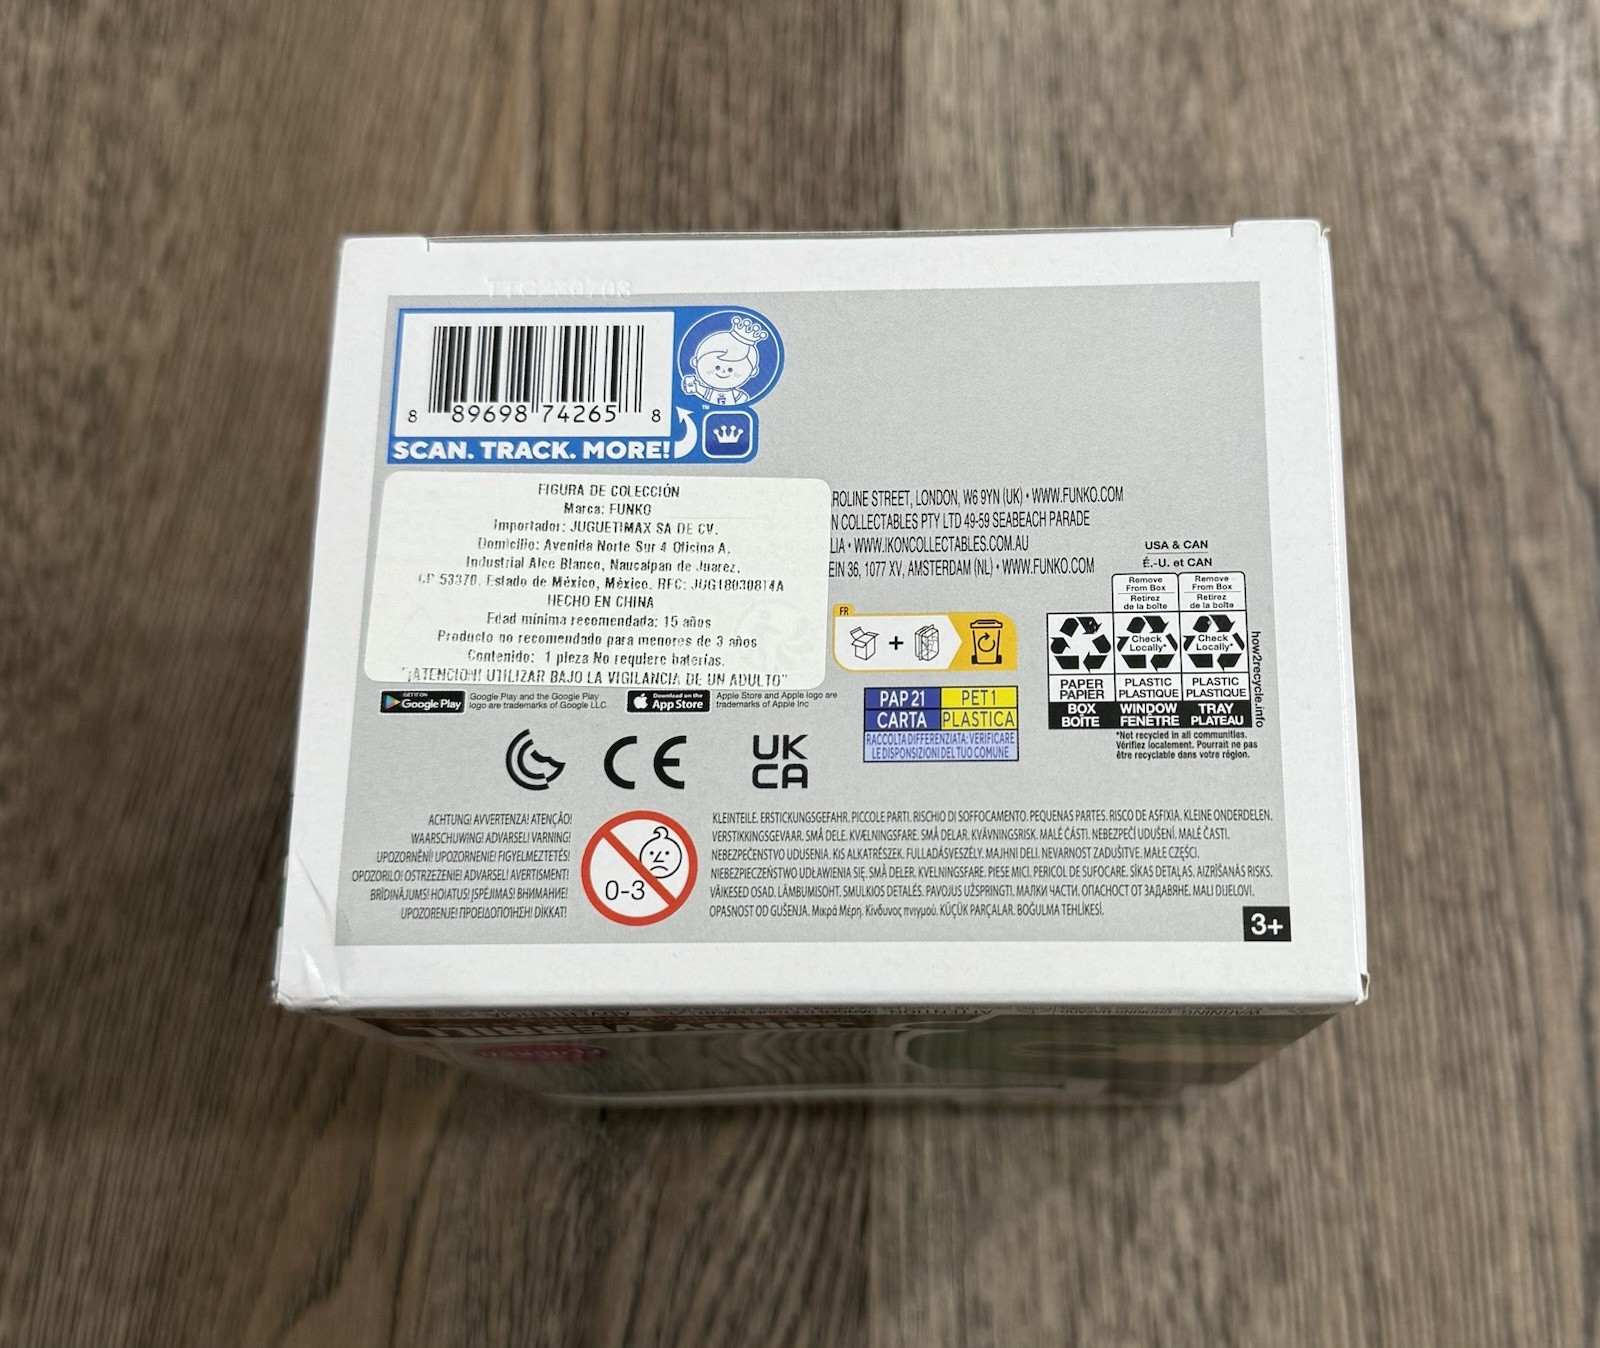 8 89698 74265 8
SCAN. TRACK. MORE!
TM
FIGURA DE COLECCIÓN
Marca: FUNKO
Importador: JUGUETIMAX SA DE CV.
Domicilio: Avenida Norte Sur 4 Oficina A.
Industrial Alce Blanco, Naucalpan de Juarez,
CP 53370. Estado de México, México. RFC: JUG18030814A
HECHO EN CHINA
Edad mínima recomendada: 15 años
Producto no recomendado para menores de 3 años
Contenido: 1 pieza No requiere baterías.
"¡ATENCION! UTILIZAR BAJO LA VIGILANCIA DE UN ADULTO"
ROLINE STREET, LONDON, W6 9YN (UK) • WWW.FUNKO.COM
N COLLECTABLES PTY LTD 49-59 SEABEACH PARADE
LIA • WWW.IKONCOLLECTABLES.COM.AU
EIN 36, 1077 XV, AMSTERDAM (NL) • WWW.FUNKO.COM
USA & CAN
É.-U. et CAN
Remove From Box
Retirez de la boîte
Remove From Box
Retirez de la boîte
Check Locally*
Check Locally*
PAPER PAPIER
PLASTIC PLASTIQUE
PLASTIC PLASTIQUE
BOX BOÎTE
WINDOW FENÊTRE
TRAY PLATEAU
how2recycle.info
*Not recycled in all communities.
Vérifiez localement. Pourrait ne pas
être recyclable dans votre région.
FR
+
PAP 21 PET 1
CARTA PLASTICA
RACCOLTA DIFFERENZIATA: VERIFICARE
LE DISPOSIZIONI DEL TUO COMUNE
GET IT ON
Google Play
Google Play and the Google Play
logo are trademarks of Google LLC.
Download on the
App Store
Apple Store and Apple logo are
trademarks of Apple Inc
CE
UK
CA
ACHTUNG! AVVERTENZA! ATENÇÃO!
WAARSCHUWING! ADVARSEL! VARNING!
UPOZORNĚNÍ! UPOZORNENIE! FIGYELMEZTETÉS!
OPOZORILO! OSTRZEŻENIE! ADVARSEL! AVERTISMENT!
BRĪDINĀJUMS! HOIATUS! ĮSPĖJIMAS! ВНИМАНИЕ!
UPOZORENJE! ΠΡΟΕΙΔΟΠΟΙΗΣΗ! DİKKAT!
0-3
KLEINTEILE. ERSTICKUNGSGEFAHR. PICCOLE PARTI. RISCHIO DI SOFFOCAMENTO. PEQUENAS PARTES. RISCO DE ASFIXIA. KLEINE ONDERDELEN.
VERSTIKKINGSGEVAAR. SMÅ DELE. KVÆLNINGSFARE. SMÅ DELAR. KVÄVNINGSRISK. MALÉ ČÁSTI. NEBEZPEČÍ UDUŠENÍ. MALÉ ČASTI.
NEBEZPEČENSTVO UDUSENIA. KIS ALKATRÉSZEK. FULLADÁSVESZÉLY. MAJHNI DELI. NEVARNOST ZADUŠITVE. MAŁE CZĘŚCI.
NIEBEZPIECZEŃSTWO UDŁAWIENIA SIĘ. SMÅ DELER. KVELNINGSFARE. PIESE MICI. PERICOL DE SUFOCARE. SĪKAS DETAĻAS. AIZRĪŠANĀS RISKS.
VÄIKESED OSAD. LÄMBUMISOHT. SMULKIOS DETALĖS. PAVOJUS UŽSPRINGTI. МАЛКИ ЧАСТИ. ОПАСНОСТ ОТ ЗАДАВЯНЕ. MALI DIJELOVI.
OPASNOST OD GUŠENJA. Μικρά Μέρη. Κίνδυνος πνιγμού. KÜÇÜK PARÇALAR. BOĞULMA TEHLİKESİ.
3+